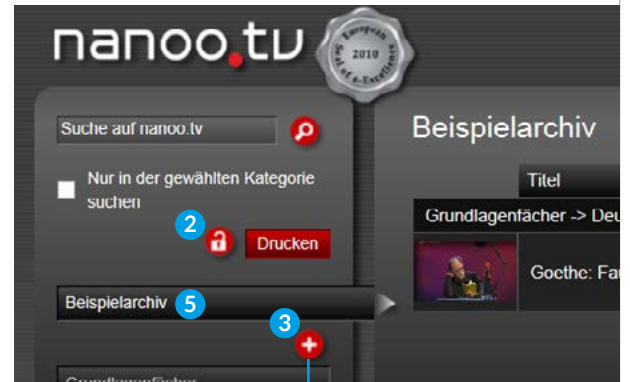 nanoo.tv
European
2010
Seal of e-Excellence
Suche auf nanoo.tv
Nur in der gewählten Kategorie
suchen
2
Drucken
Beispielarchiv 5
3
Grundlagenfächer
Beispielarchiv
Titel
Grundlagenfächer -> Deu
Goethe: Fau